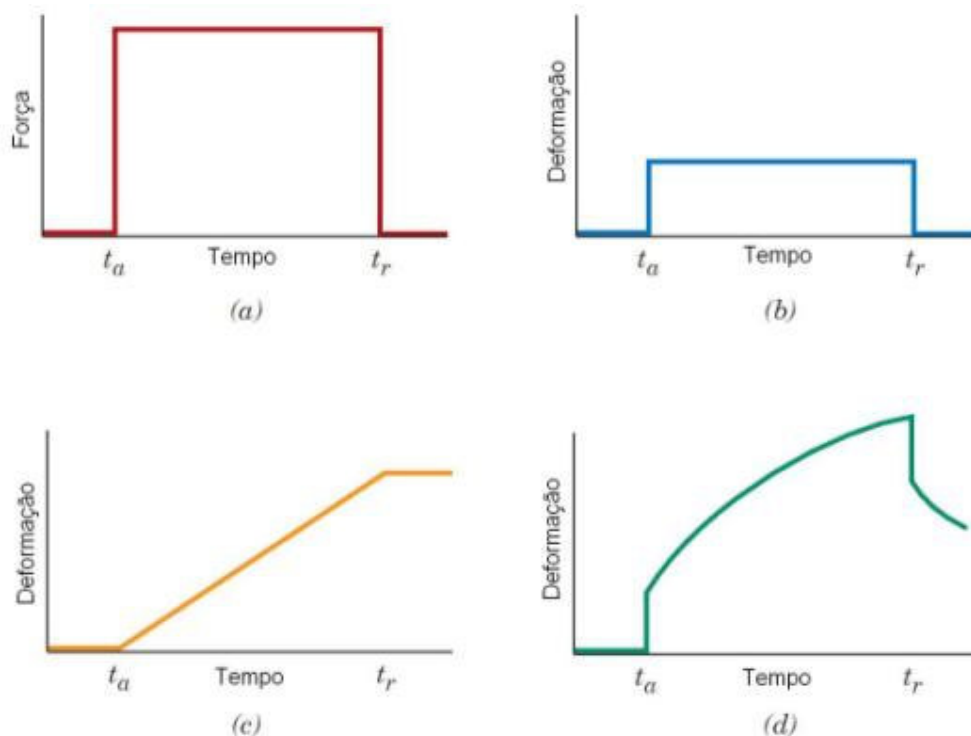 Força
t_a Tempo t_r
(a)
Deformação
t_a Tempo t_r
(b)
Deformação
t_a Tempo t_r
(c)
Deformação
t_a Tempo t_r
(d)